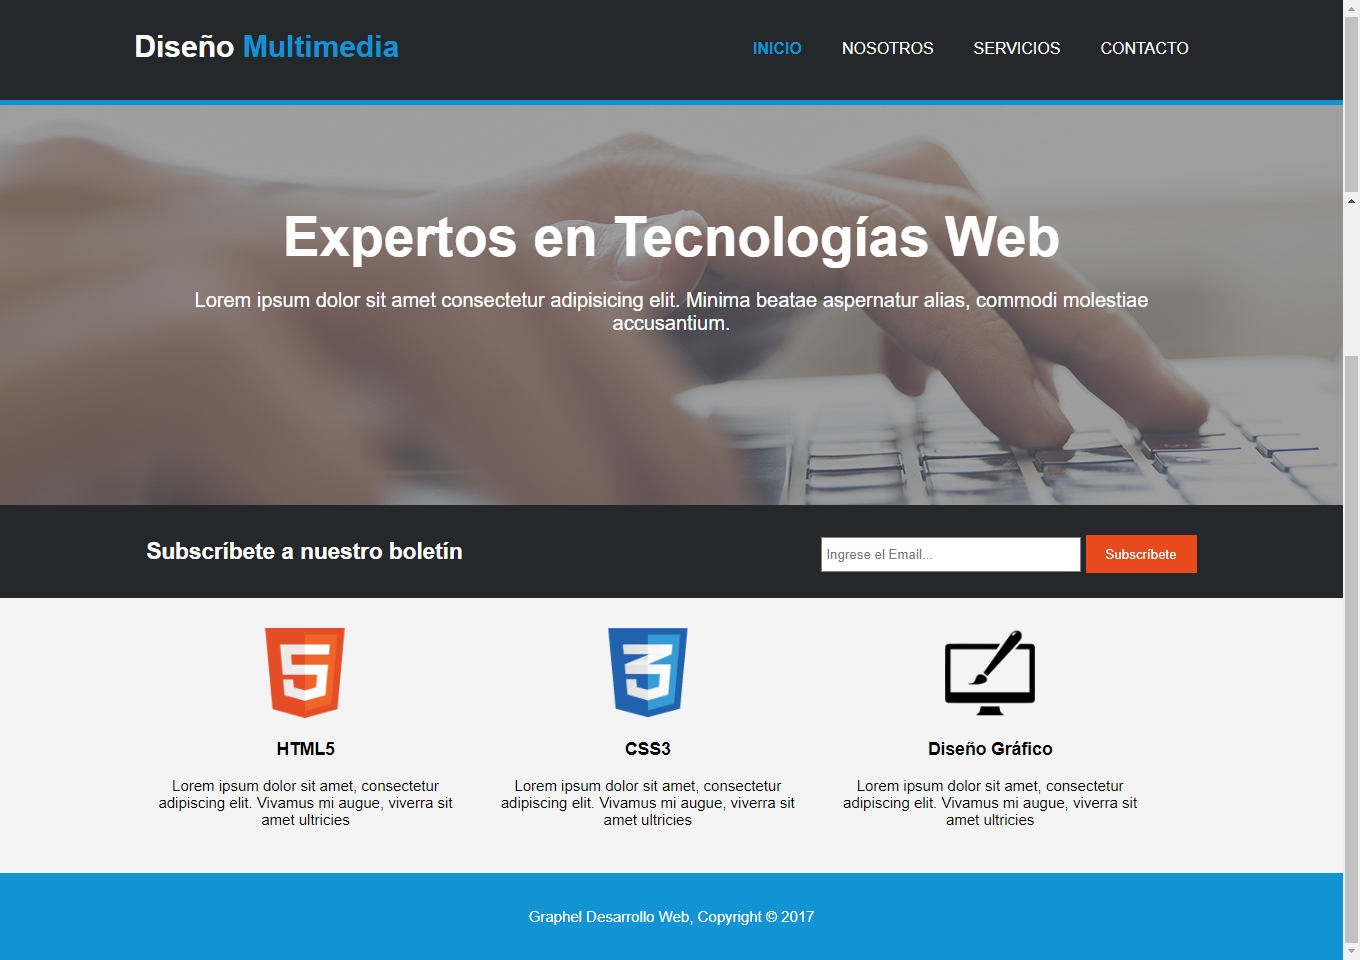 Diseño Multimedia
INICIO NOSOTROS SERVICIOS CONTACTO
Expertos en Tecnologías Web
Lorem ipsum dolor sit amet consectetur adipisicing elit. Minima beatae aspernatur alias, commodi molestiae
accusantium.
Subscríbete a nuestro boletín
Ingrese el Email...
Subscríbete
HTML5
Lorem ipsum dolor sit amet, consectetur
adipiscing elit. Vivamus mi augue, viverra sit
amet ultricies
CSS3
Lorem ipsum dolor sit amet, consectetur
adipiscing elit. Vivamus mi augue, viverra sit
amet ultricies
Diseño Gráfico
Lorem ipsum dolor sit amet, consectetur
adipiscing elit. Vivamus mi augue, viverra sit
amet ultricies
Graphel Desarrollo Web, Copyright © 2017